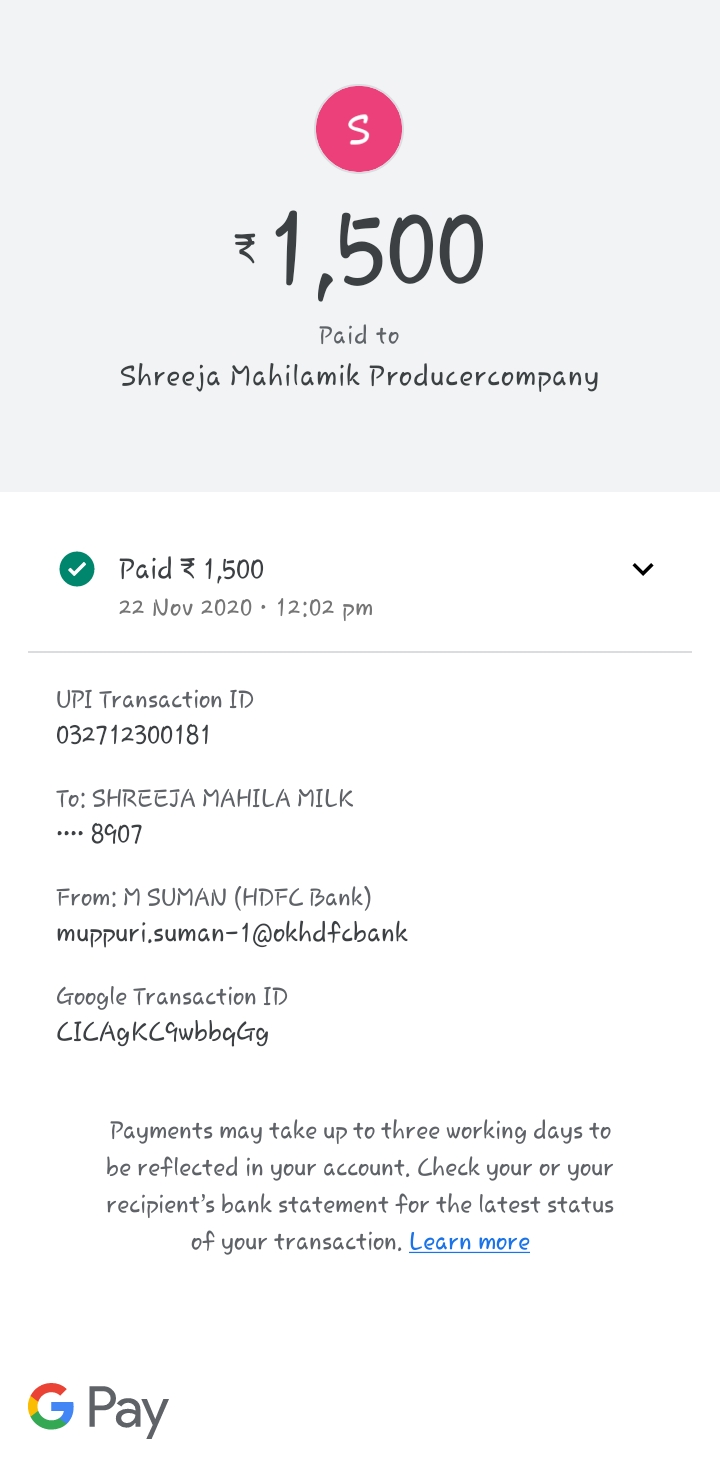 S
₹ 1,500
Paid to
Shreeja Mahilamik Producercompany
Paid ₹ 1,500
22 Nov 2020 • 12:02 pm
UPI Transaction ID
032712300181
To: SHREEJA MAHILA MILK
•••• 8907
From: M SUMAN (HDFC Bank)
muppuri.suman-1@okhdfcbank
Google Transaction ID
CICAgKC9wbbqGg
Payments may take up to three working days to
be reflected in your account. Check your or your
recipient's bank statement for the latest status
of your transaction. Learn more
G Pay